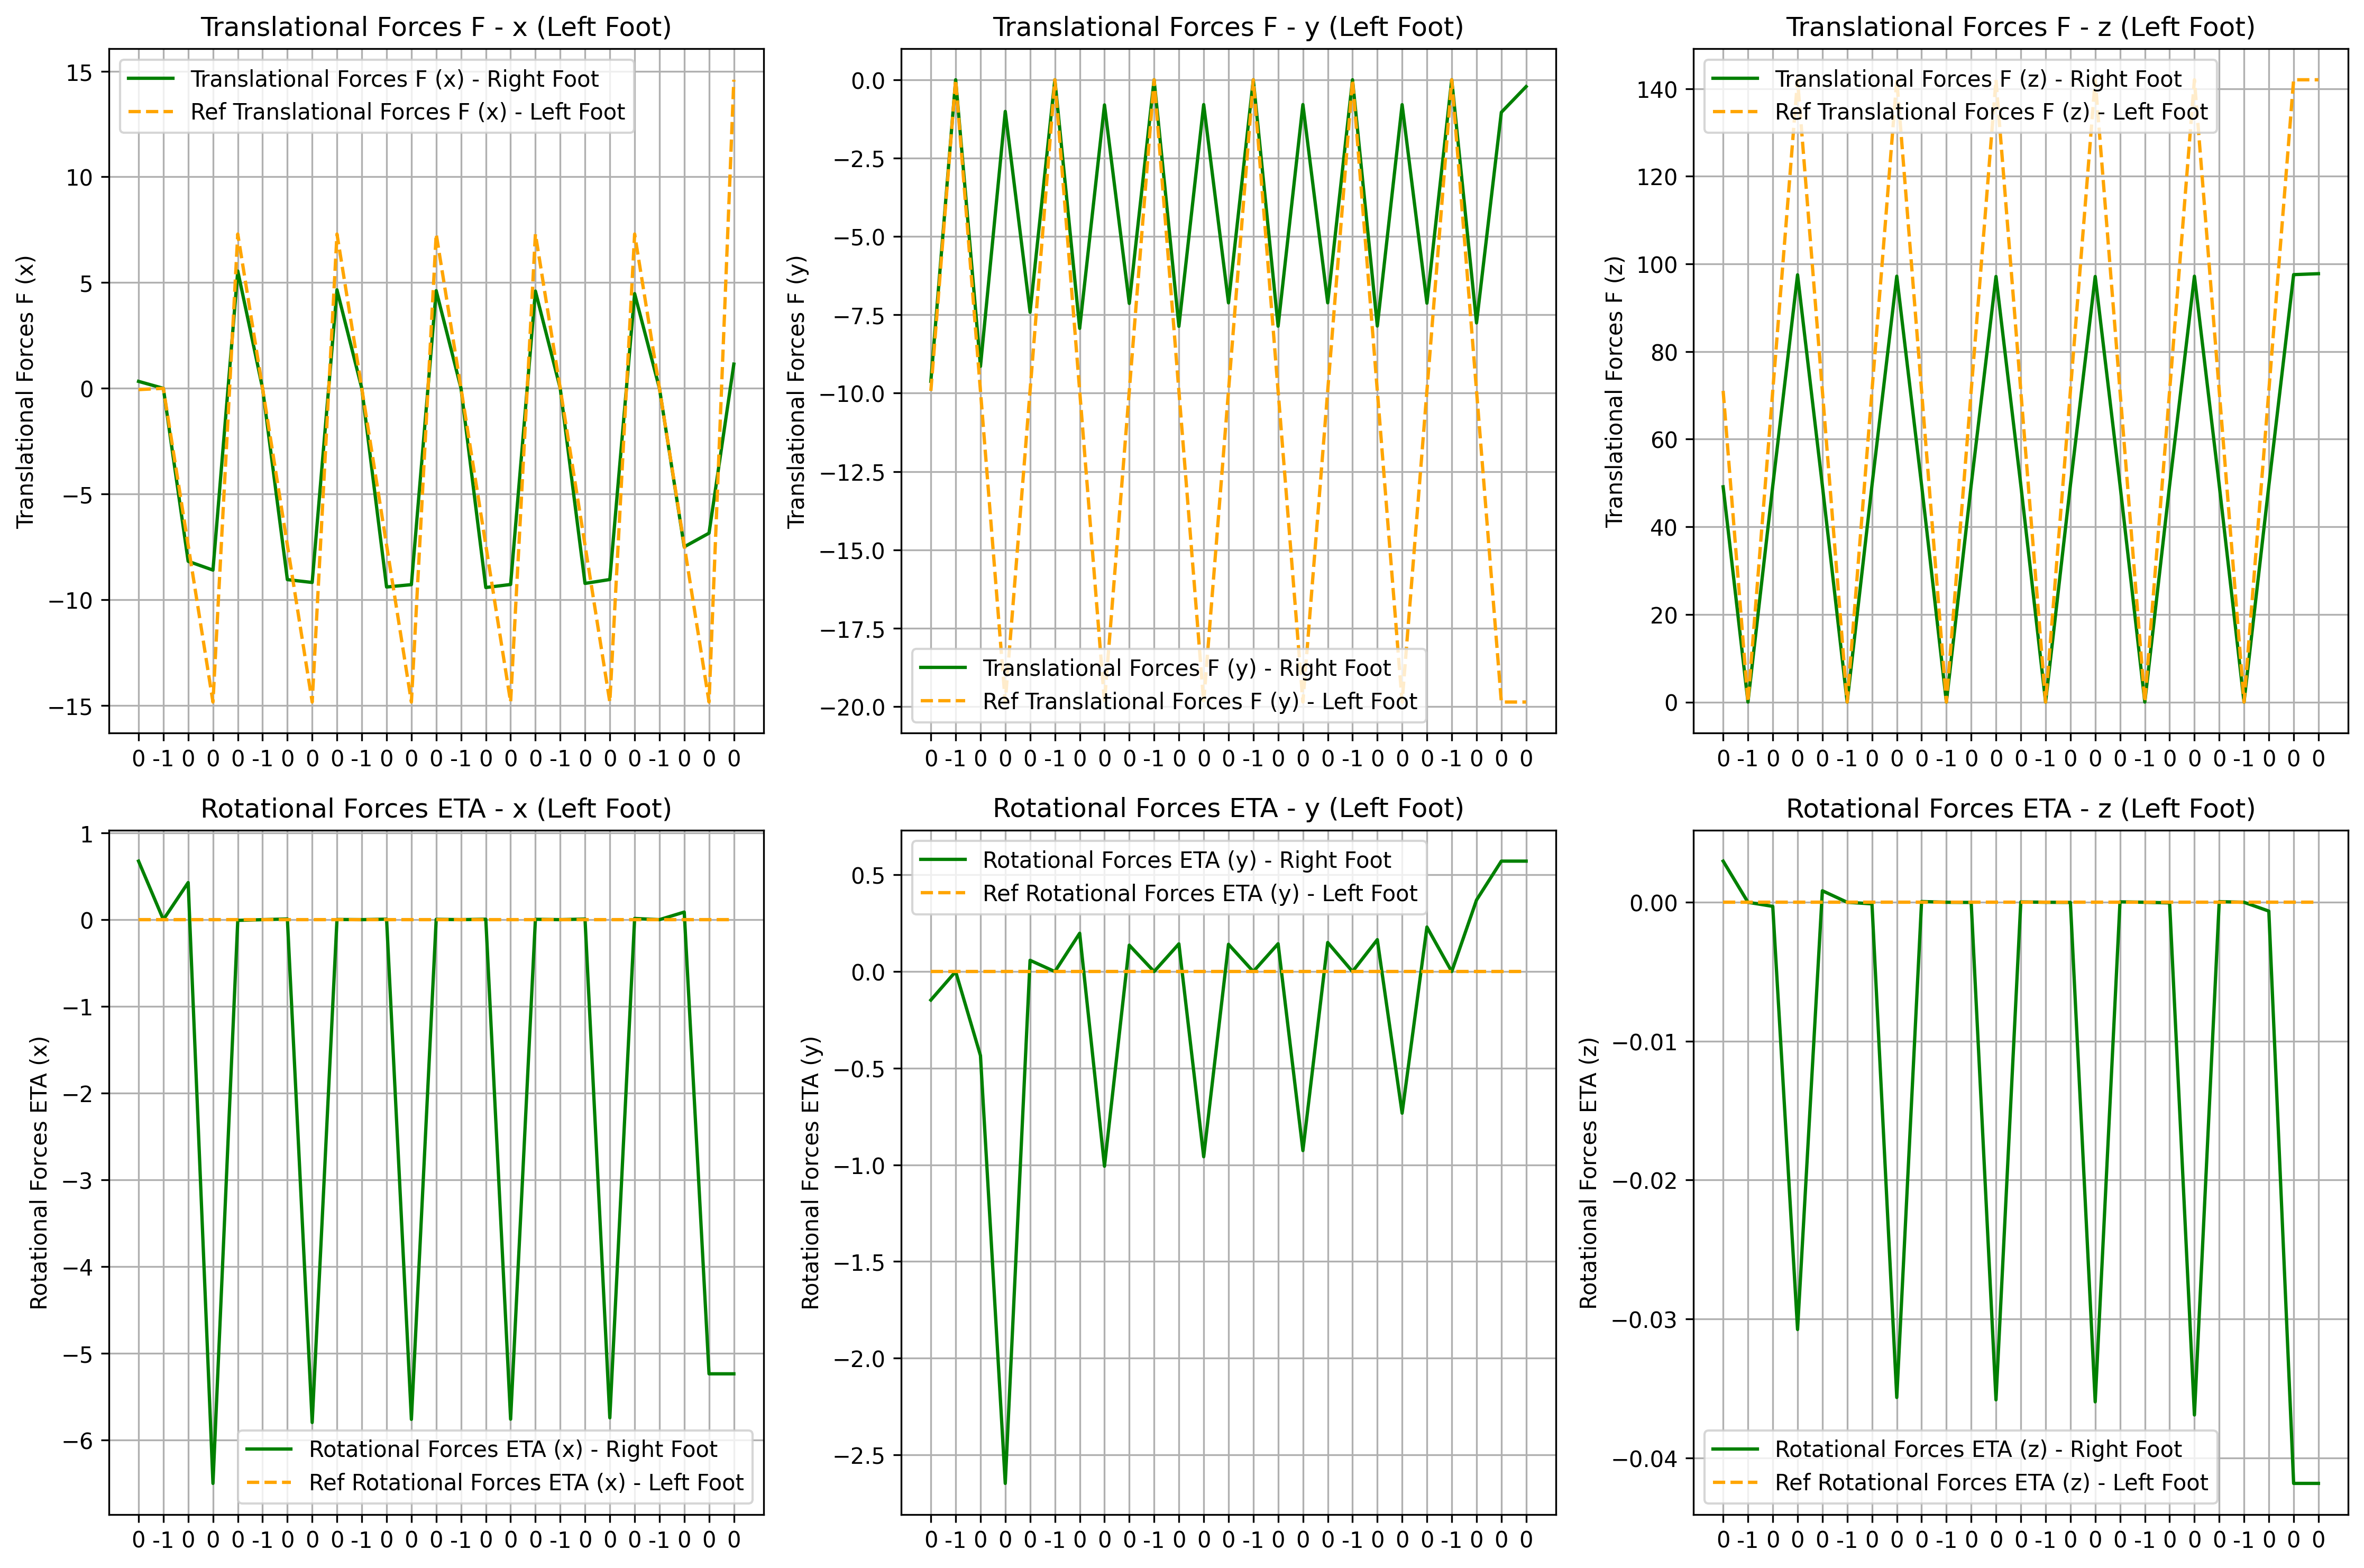 Translational Forces F - x (Left Foot)
Translational Forces F (x)
15
10
5
0
−5
−10
−15
Translational Forces F (x) - Right Foot
Ref Translational Forces F (x) - Left Foot
0 -1 0 0 0 -1 0 0 0 -1 0 0 0 -1 0 0 0 -1 0 0 0 -1 0 0 0
Translational Forces F - y (Left Foot)
Translational Forces F (y)
0.0
−2.5
−5.0
−7.5
−10.0
−12.5
−15.0
−17.5
−20.0
Translational Forces F (y) - Right Foot
Ref Translational Forces F (y) - Left Foot
0 -1 0 0 0 -1 0 0 0 -1 0 0 0 -1 0 0 0 -1 0 0 0 -1 0 0 0
Translational Forces F - z (Left Foot)
Translational Forces F (z)
140
120
100
80
60
40
20
0
Translational Forces F (z) - Right Foot
Ref Translational Forces F (z) - Left Foot
0 -1 0 0 0 -1 0 0 0 -1 0 0 0 -1 0 0 0 -1 0 0 0 -1 0 0 0
Rotational Forces ETA - x (Left Foot)
Rotational Forces ETA (x)
1
0
−1
−2
−3
−4
−5
−6
Rotational Forces ETA (x) - Right Foot
Ref Rotational Forces ETA (x) - Left Foot
0 -1 0 0 0 -1 0 0 0 -1 0 0 0 -1 0 0 0 -1 0 0 0 -1 0 0 0
Rotational Forces ETA - y (Left Foot)
Rotational Forces ETA (y)
0.5
0.0
−0.5
−1.0
−1.5
−2.0
−2.5
Rotational Forces ETA (y) - Right Foot
Ref Rotational Forces ETA (y) - Left Foot
0 -1 0 0 0 -1 0 0 0 -1 0 0 0 -1 0 0 0 -1 0 0 0 -1 0 0 0
Rotational Forces ETA - z (Left Foot)
Rotational Forces ETA (z)
0.00
−0.01
−0.02
−0.03
−0.04
Rotational Forces ETA (z) - Right Foot
Ref Rotational Forces ETA (z) - Left Foot
0 -1 0 0 0 -1 0 0 0 -1 0 0 0 -1 0 0 0 -1 0 0 0 -1 0 0 0